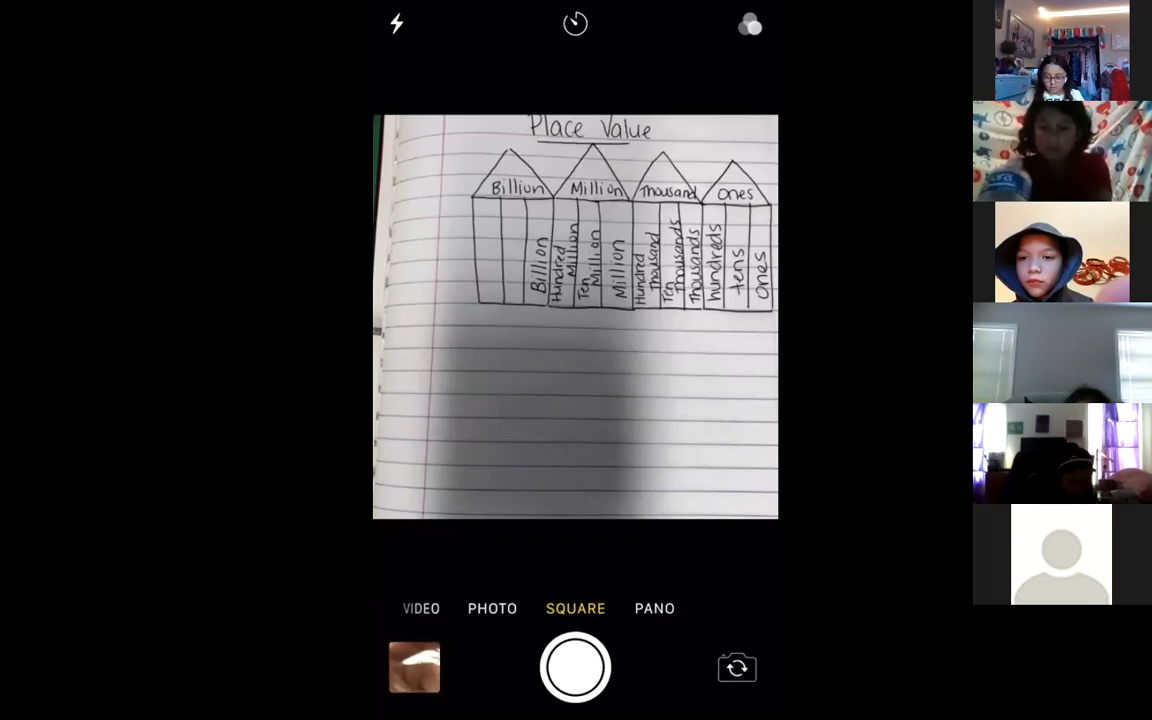 Place Value
Billion Million Thousand Ones
Billion
Hundred Million
Ten Million
Million
Hundred Thousand
Ten Thousands
Thousands
hundreds
tens
ones
VIDEO PHOTO SQUARE PANO